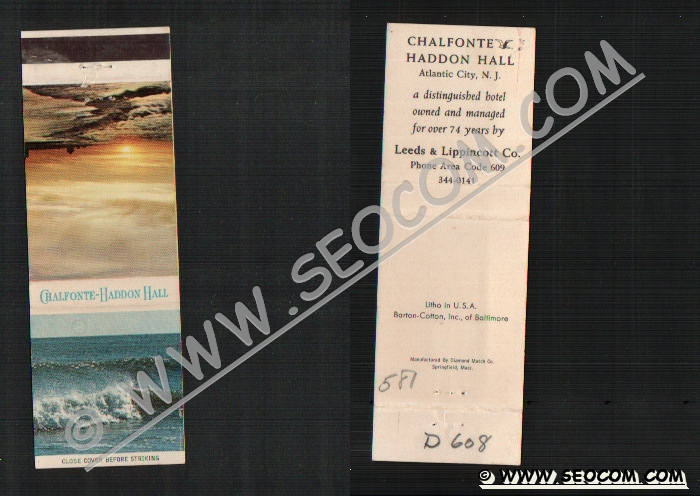 CHALFONTE-HADDON HALL
CLOSE COVER BEFORE STRIKING
CHALFONTE
HADDON HALL
Atlantic City, N. J.
a distinguished hotel
owned and managed
for over 74 years by
Leeds & Lippincott Co.
Phone Area Code 609
344-0141
Litho in U.S.A.
Barton-Cotton, Inc., of Baltimore
Manufactured By Diamond Match Co.
Springfield, Mass.
581
D 608
© WWW.SEOCOM.COM
© WWW.SEOCOM.COM